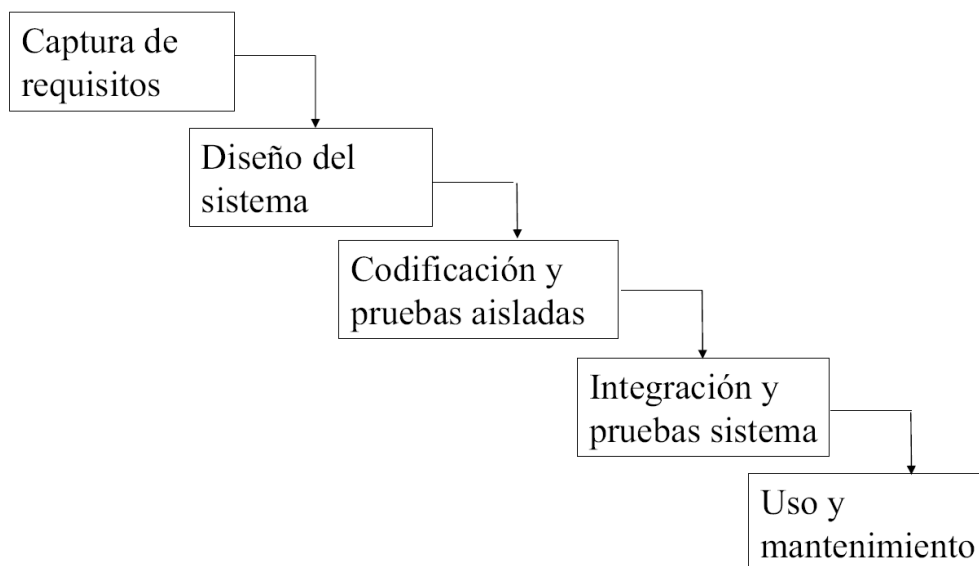 Captura de
requisitos
Diseño del
sistema
Codificación y
pruebas aisladas
Integración y
pruebas sistema
Uso y
mantenimiento